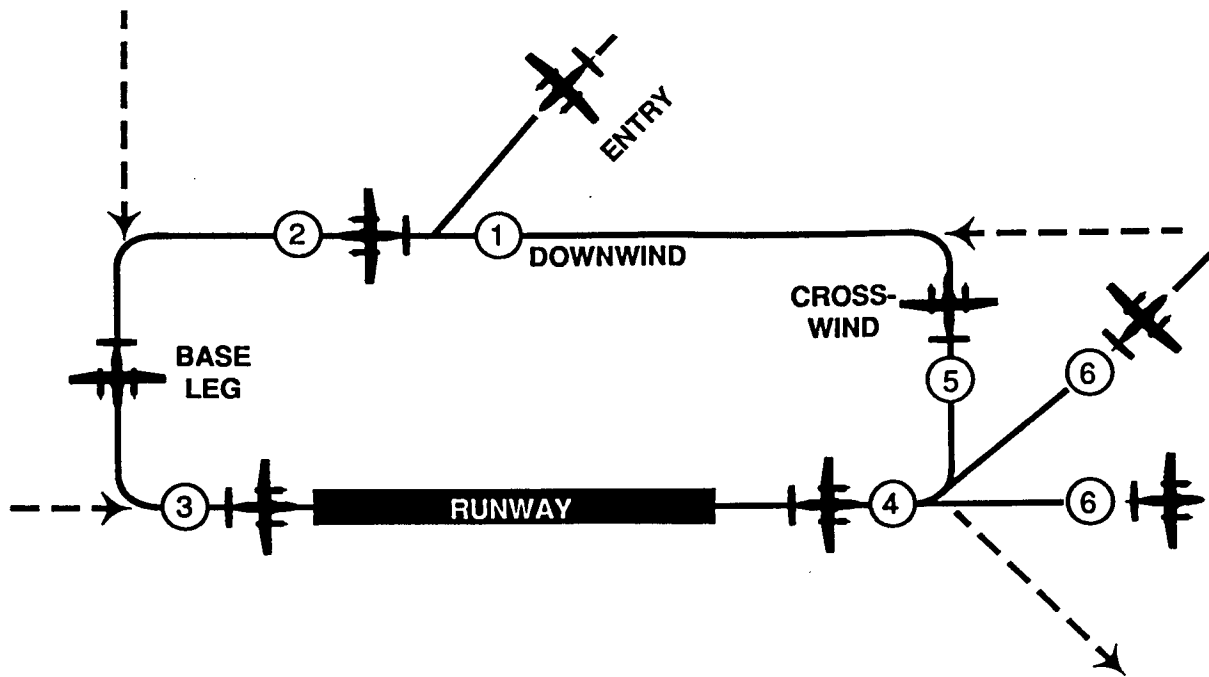 ENTRY
2
1
DOWNWIND
CROSS-
WIND
BASE
LEG
5
6
3
RUNWAY
4
6